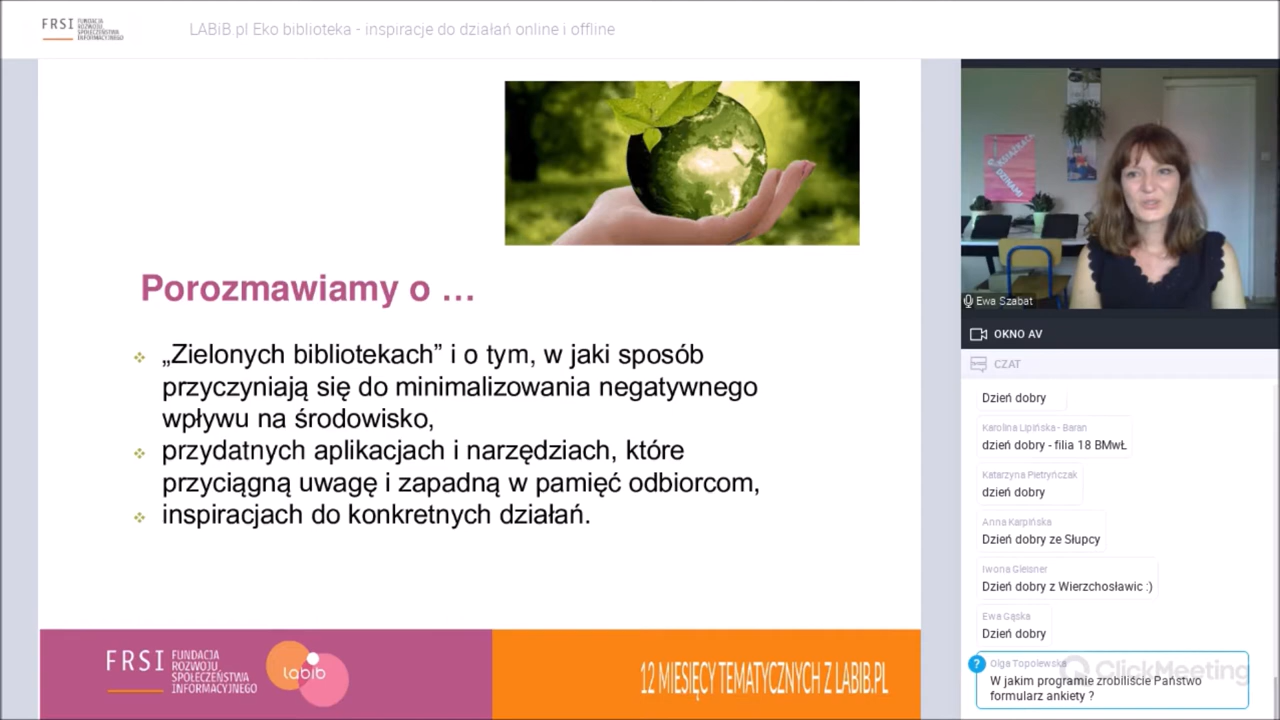 FRSI FUNDACJA
ROZWOJU
SPOŁECZEŃSTWA
INFORMACYJNEGO
LABiB.pl Eko biblioteka - inspiracje do działań online i offline
Porozmawiamy o …
„Zielonych bibliotekach” i o tym, w jaki sposób
przyczyniają się do minimalizowania negatywnego
wpływu na środowisko,
przydatnych aplikacjach i narzędziach, które
przyciągną uwagę i zapadną w pamięć odbiorcom,
inspiracjach do konkretnych działań.
FRSI FUNDACJA
ROZWOJU
SPOŁECZEŃSTWA
INFORMACYJNEGO
labib
12 MIESIĘCY TEMATYCZNYCH Z LABIB.PL
Ewa Szabat
OKNO AV
CZAT
Dzień dobry
Karolina Lipińska - Baran
dzień dobry - filia 18 BMwŁ
Katarzyna Pietryńczak
dzień dobry
Anna Karpińska
Dzień dobry ze Słupcy
Iwona Gleisner
Dzień dobry z Wierzchosławic :)
Ewa Gąska
Dzień dobry
? Olga Topolewska
W jakim programie zrobiliście Państwo
formularz ankiety ?
ClickMeeting